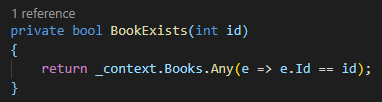 1 reference
private bool BookExists(int id)
{
    return _context.Books.Any(e => e.Id == id);
}